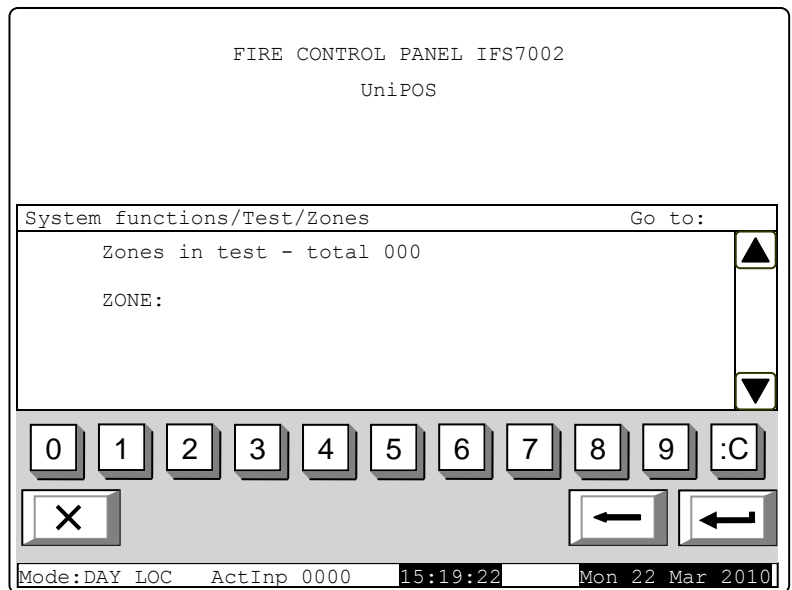 FIRE CONTROL PANEL IFS7002
UniPOS
System functions/Test/Zones Go to:
Zones in test - total 000
ZONE:
0 1 2 3 4 5 6 7 8 9 :C
Mode:DAY LOC ActInp 0000 15:19:22 Mon 22 Mar 2010